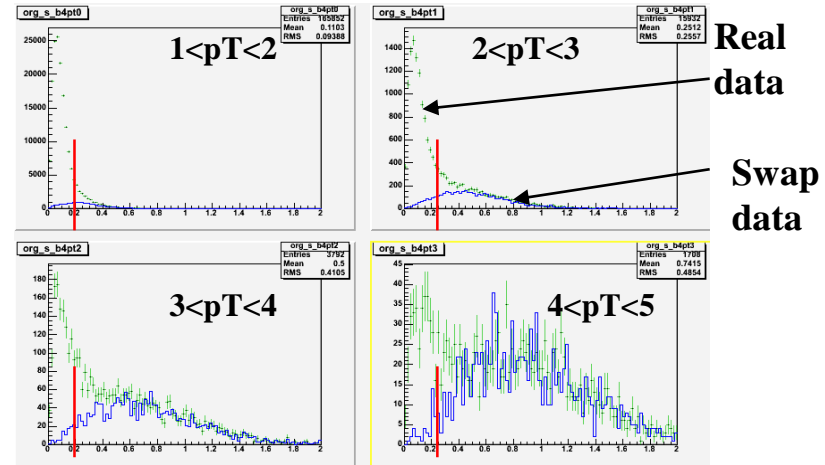 org_s_b4pt0
org_s_b4pt0
Entries 165852
Mean 0.1103
RMS 0.09388
1<pT<2
25000
20000
15000
10000
5000
0
0 0.2 0.4 0.6 0.8 1 1.2 1.4 1.6 1.8 2
org_s_b4pt1
org_s_b4pt1
Entries 15932
Mean 0.2512
RMS 0.2557
2<pT<3
1400
1200
1000
800
600
400
200
0
0 0.2 0.4 0.6 0.8 1 1.2 1.4 1.6 1.8 2
Real
data
Swap
data
org_s_b4pt2
org_s_b4pt2
Entries 3792
Mean 0.5
RMS 0.4105
3<pT<4
180
160
140
120
100
80
60
40
20
0
0 0.2 0.4 0.6 0.8 1 1.2 1.4 1.6 1.8 2
org_s_b4pt3
org_s_b4pt3
Entries 1708
Mean 0.7415
RMS 0.4854
4<pT<5
45
40
35
30
25
20
15
10
5
0
0 0.2 0.4 0.6 0.8 1 1.2 1.4 1.6 1.8 2